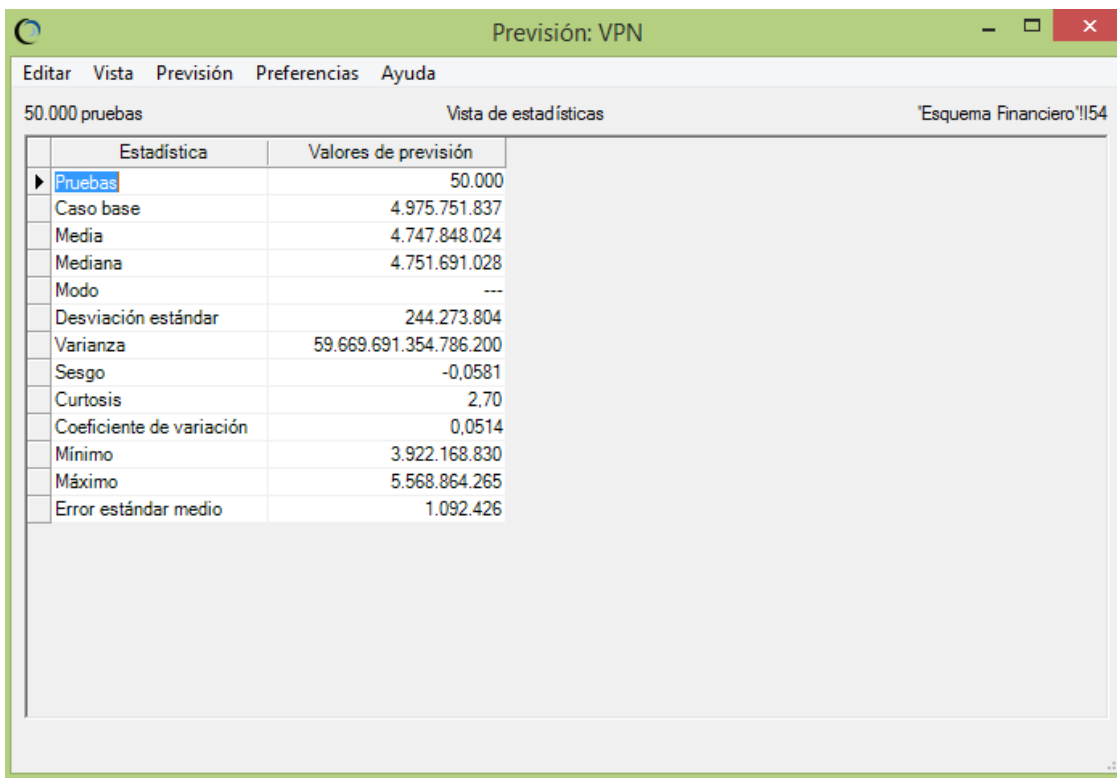 Previsión: VPN
Editar Vista Previsión Preferencias Ayuda
50.000 pruebas Vista de estadísticas 'Esquema Financiero'!I54
Estadística Valores de previsión
Pruebas 50.000
Caso base 4.975.751.837
Media 4.747.848.024
Mediana 4.751.691.028
Modo ---
Desviación estándar 244.273.804
Varianza 59.669.691.354.786.200
Sesgo -0,0581
Curtosis 2,70
Coeficiente de variación 0,0514
Mínimo 3.922.168.830
Máximo 5.568.864.265
Error estándar medio 1.092.426